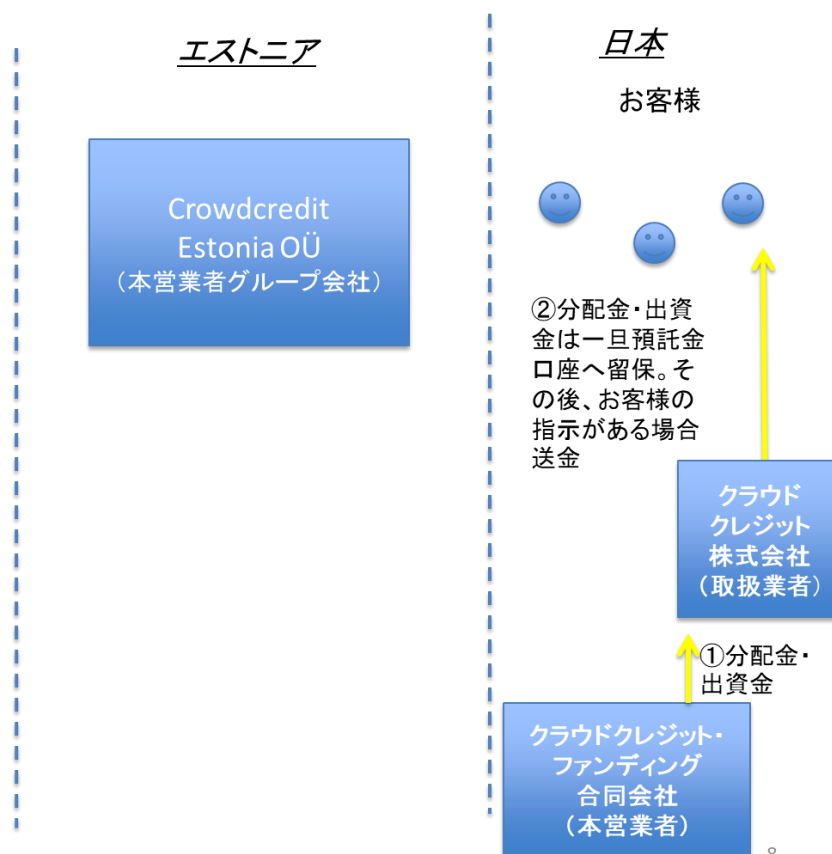 エストニア
日本
お客様
Crowdcredit
Estonia OÜ
（本営業者グループ会社）
②分配金・出資
金は一旦預託金
口座へ留保。そ
の後、お客様の
指示がある場合
送金
クラウド
クレジット
株式会社
（取扱業者）
①分配金・
出資金
クラウドクレジット・
ファンディング
合同会社
（本営業者）
8